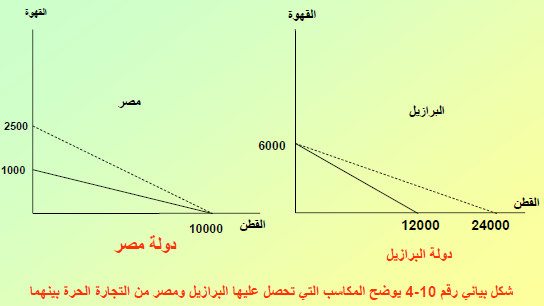 القهوة
مصر
2500
1000
10000
القطن
دولة مصر
القهوة
البرازيل
6000
القطن
12000
24000
دولة البرازيل
شكل بياني رقم 10-4 يوضح المكاسب التي تحصل عليها البرازيل ومصر من التجارة الحرة بينهما